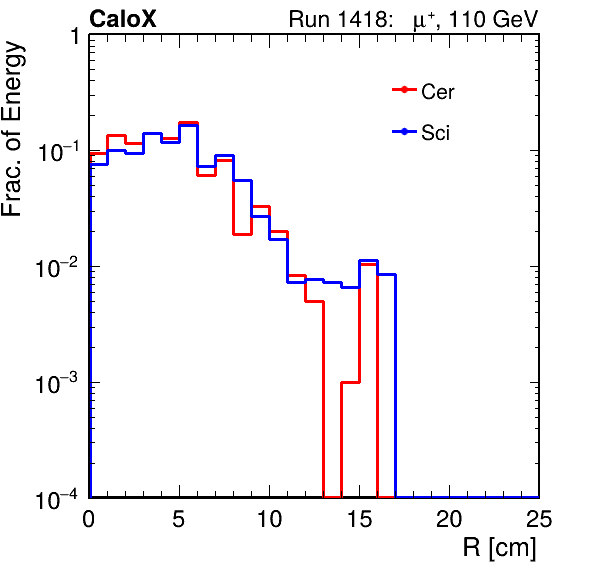 CaloX Run 1418: μ⁺, 110 GeV
Frac. of Energy
1
10⁻¹
10⁻²
10⁻³
10⁻⁴
Cer
Sci
0 5 10 15 20 25
R [cm]